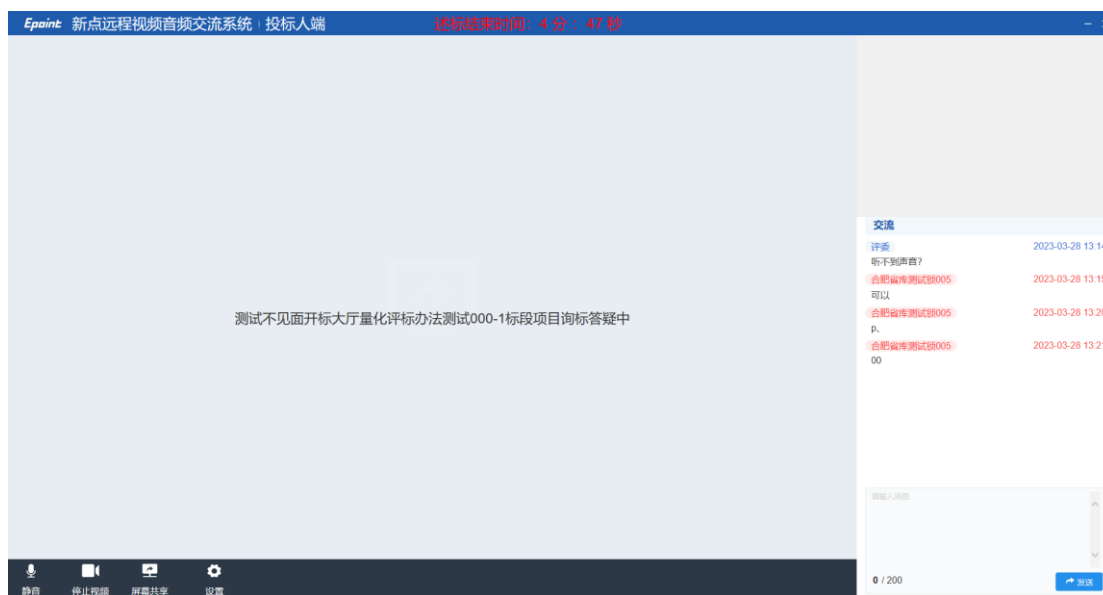 Epoint 新点远程视频音频交流系统 投标人端 述标结束时间：4 分：47 秒
测试不见面开标大厅量化评标办法测试000-1标段项目询标答疑中
交流
评委 2023-03-28 13:14
听不到声音?
合肥省库测试锁005 2023-03-28 13:15
可以
合肥省库测试锁005 2023-03-28 13:20
p、
合肥省库测试锁005 2023-03-28 13:2
00
请输入消息
0 / 200
发送
静音 停止视频 屏幕共享 设置